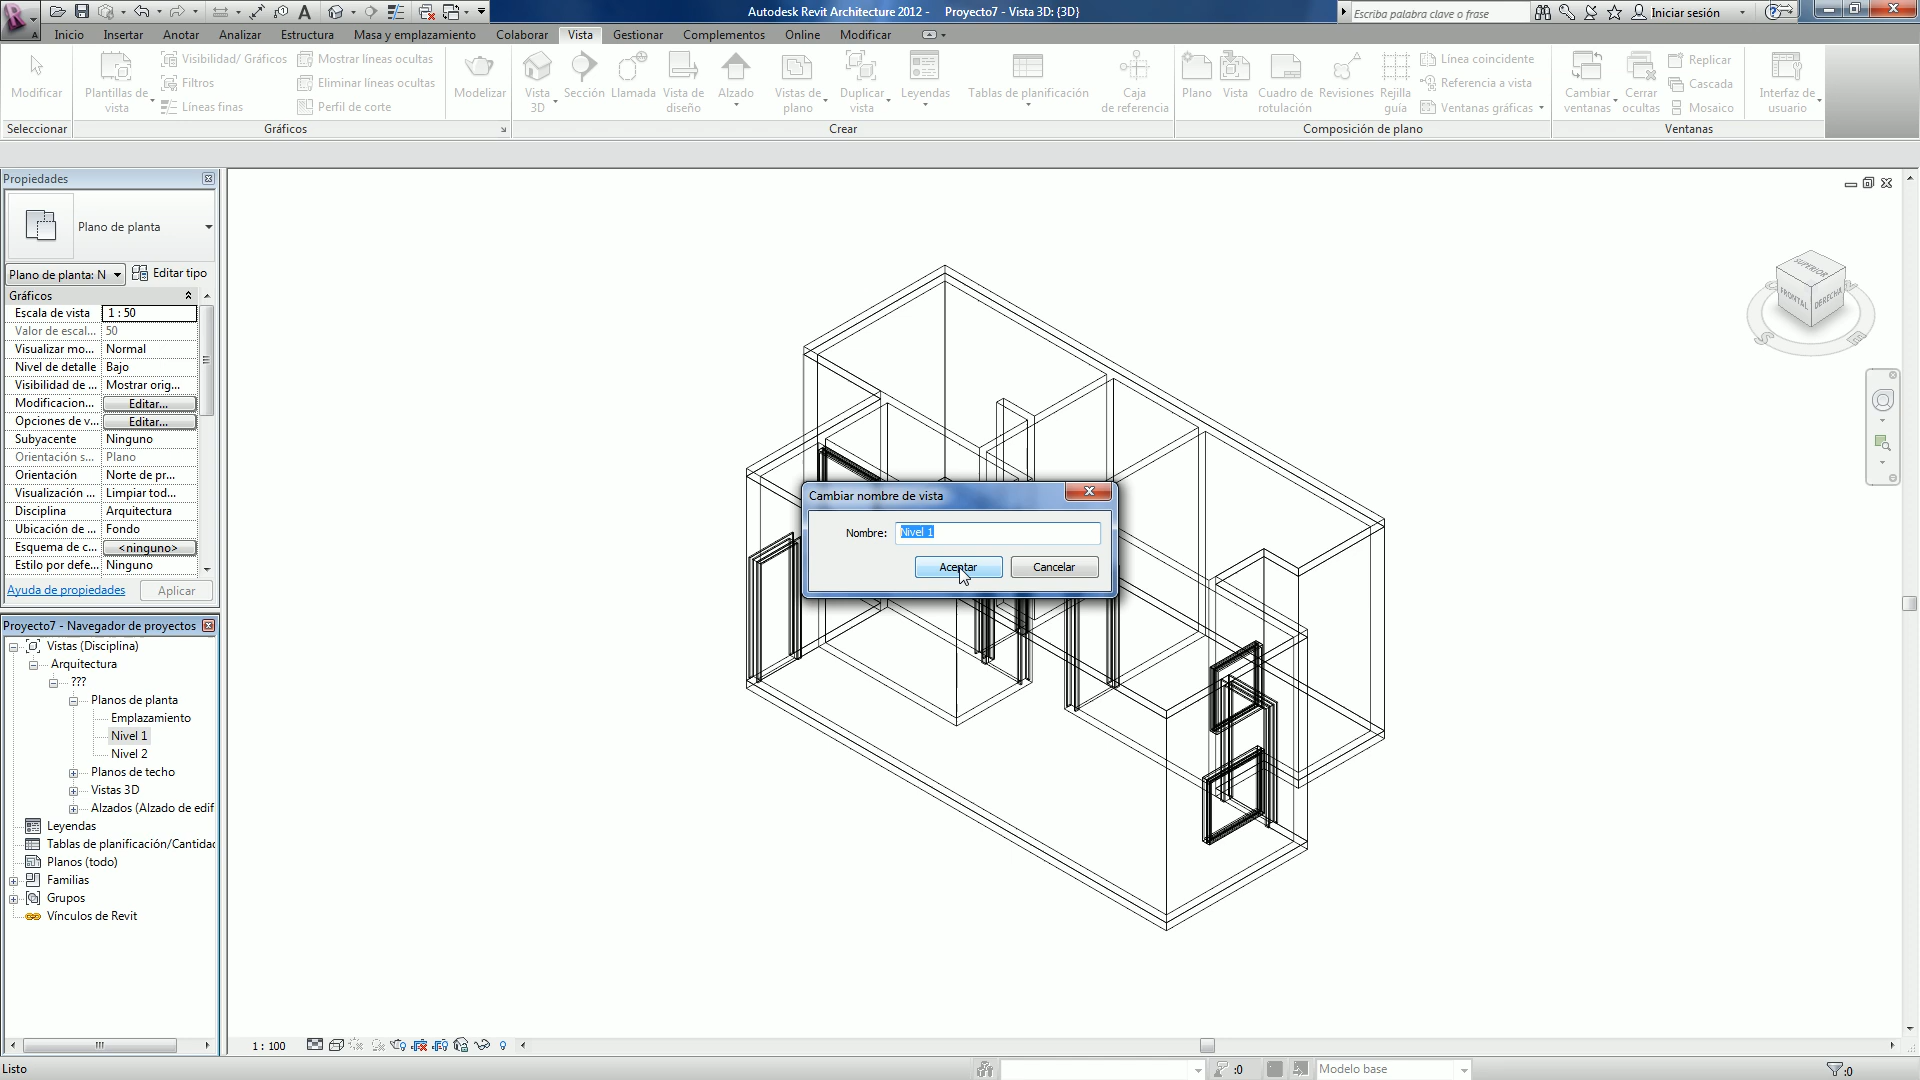 Autodesk Revit Architecture 2012 - Proyecto7 - Vista 3D: {3D}
Escriba palabra clave o frase
Iniciar sesión
Inicio Insertar Anotar Analizar Estructura Masa y emplazamiento Colaborar Vista Gestionar Complementos Online Modificar
Modificar
Seleccionar
Plantillas de vista
Visibilidad/ Gráficos
Filtros
Líneas finas
Mostrar líneas ocultas
Eliminar líneas ocultas
Perfil de corte
Gráficos
Modelizar
Vista 3D
Sección
Llamada
Vista de diseño
Alzado
Vistas de plano
Duplicar vista
Leyendas
Tablas de planificación
Caja de referencia
Crear
Plano
Vista
Cuadro de rotulación
Revisiones
Rejilla guía
Línea coincidente
Referencia a vista
Ventanas gráficas
Composición de plano
Cambiar ventanas
Cerrar ocultas
Replicar
Cascada
Mosaico
Interfaz de usuario
Ventanas
Propiedades
Plano de planta
Plano de planta: N
Editar tipo
Gráficos
Escala de vista 1 : 50
Valor de escal... 50
Visualizar mo... Normal
Nivel de detalle Bajo
Visibilidad de ... Mostrar orig...
Modificacion... Editar...
Opciones de v... Editar...
Subyacente Ninguno
Orientación s... Plano
Orientación Norte de pr...
Visualización ... Limpiar tod...
Disciplina Arquitectura
Ubicación de ... Fondo
Esquema de c... <ninguno>
Estilo por defe... Ninguno
Ayuda de propiedades
Aplicar
Proyecto7 - Navegador de proyectos
Vistas (Disciplina)
Arquitectura
???
Planos de planta
Emplazamiento
Nivel 1
Nivel 2
Planos de techo
Vistas 3D
Alzados (Alzado de edif
Leyendas
Tablas de planificación/Cantidad
Planos (todo)
Familias
Grupos
Vínculos de Revit
Cambiar nombre de vista
Nombre: Nivel 1
Aceptar
Cancelar
SUPERIOR
FRONTAL
DERECHA
S
E
1 : 100
Listo
:0
Modelo base
:0